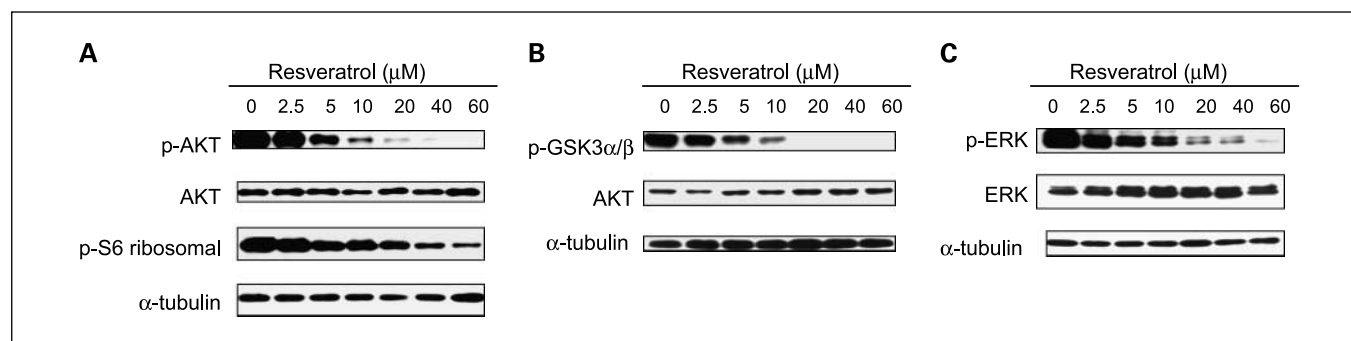 A
Resveratrol (μM)
0 2.5 5 10 20 40 60
p-AKT
AKT
p-S6 ribosomal
α-tubulin
B
Resveratrol (μM)
0 2.5 5 10 20 40 60
p-GSK3α/β
AKT
α-tubulin
C
Resveratrol (μM)
0 2.5 5 10 20 40 60
p-ERK
ERK
α-tubulin